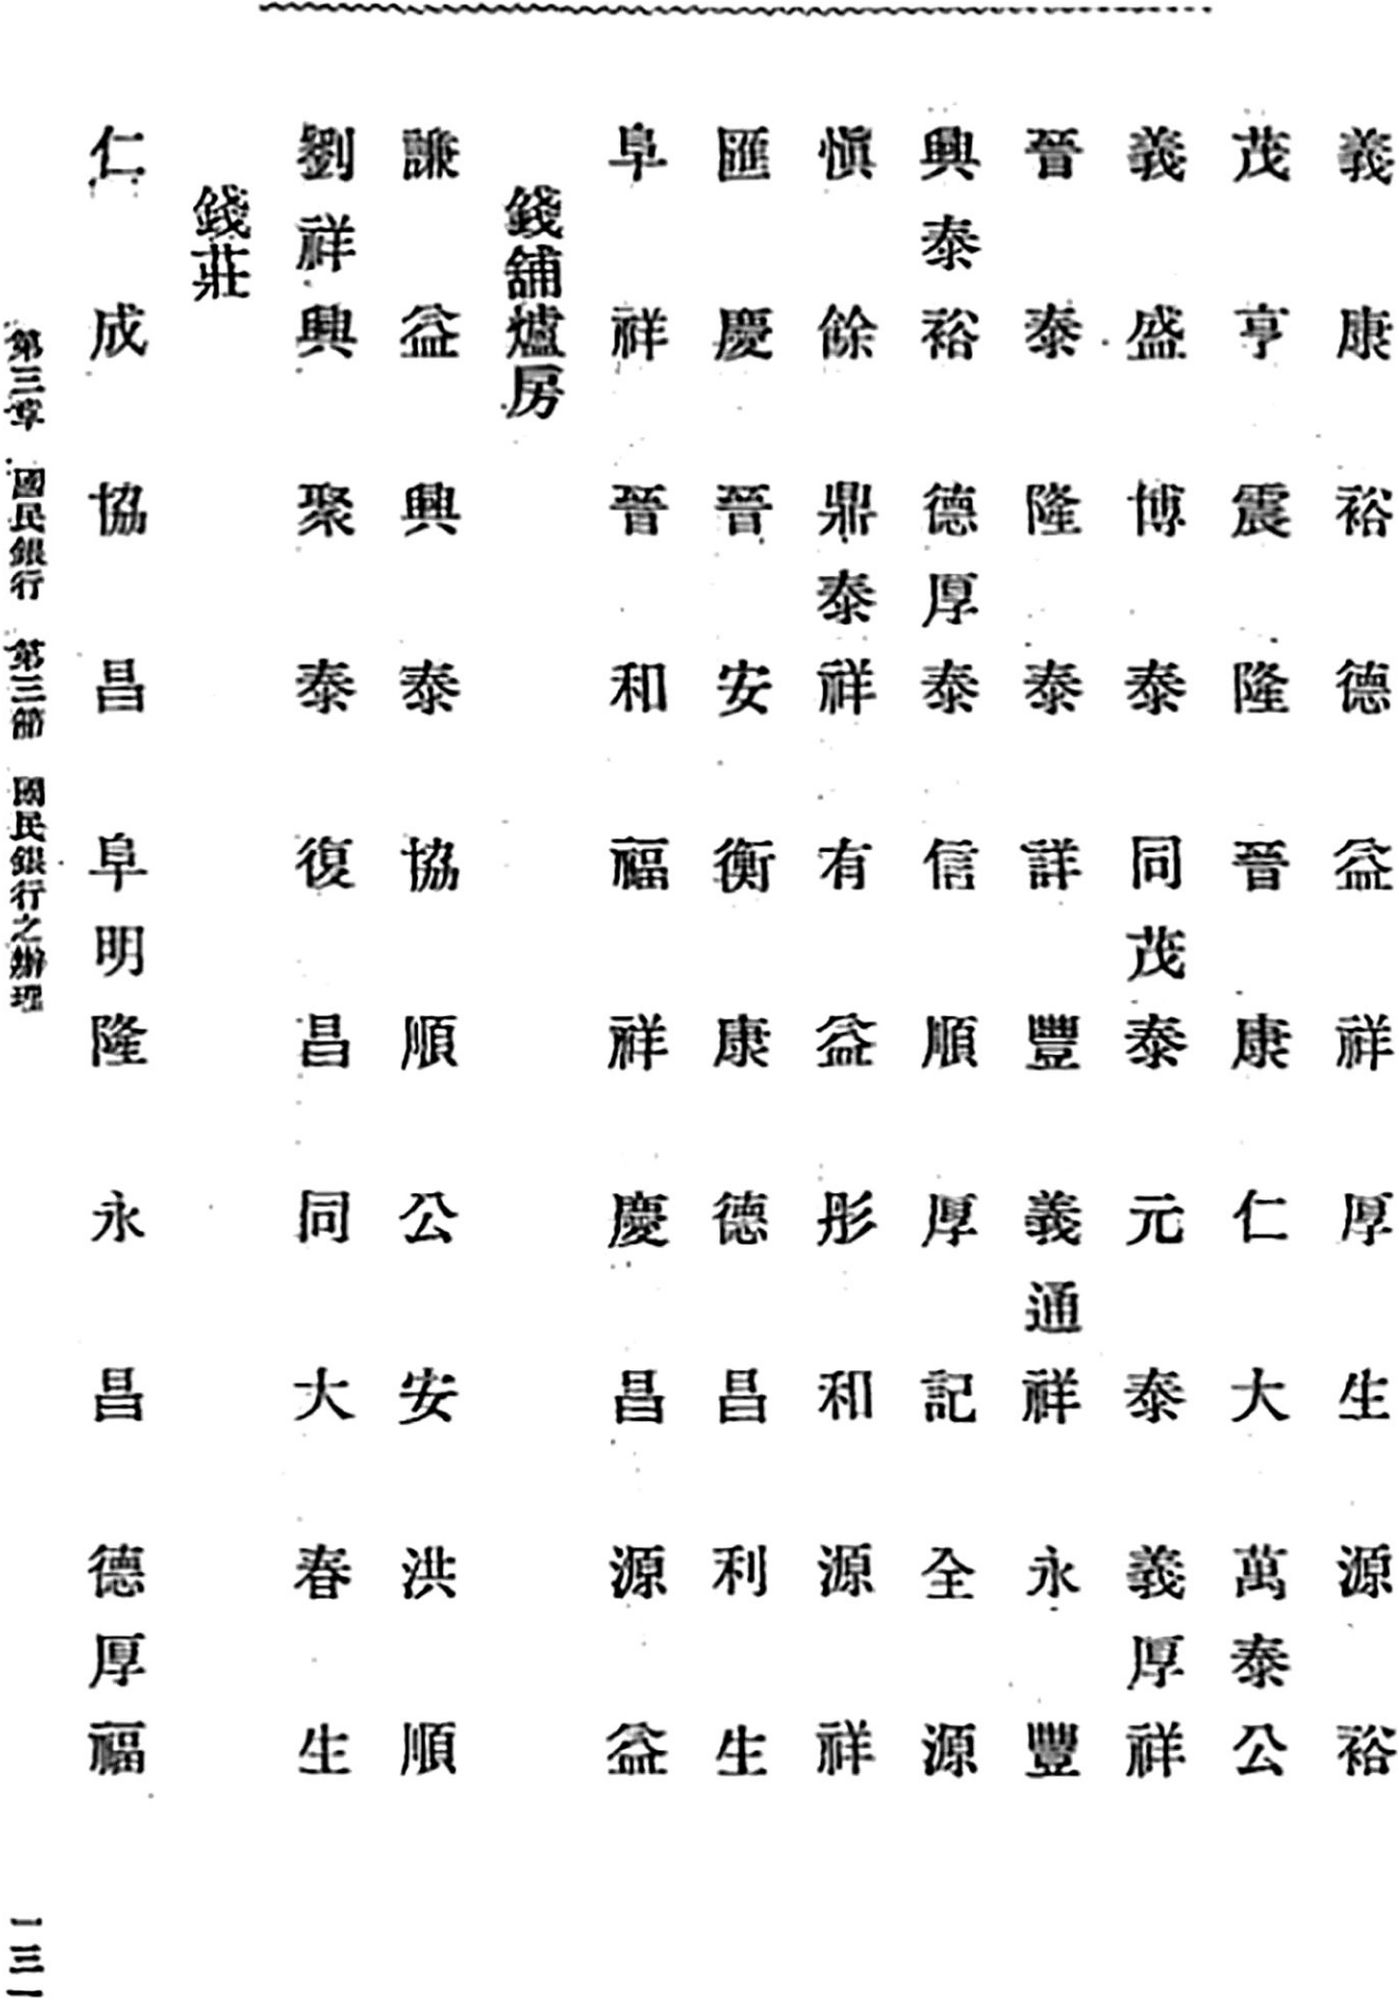 義康　裕德　益祥　厚生　源裕
茂亨　震隆　晉康　仁大　萬泰公
義盛　博泰　同茂泰　元泰　義厚祥
晉泰　隆泰　詳豐　義通祥　永豐
興泰裕　德厚泰　信順　厚記　全源
慎餘　鼎泰祥　有益　彤和　源祥
匯慶　晉安　衡康　德昌　利生
阜祥　晉和　福祥　慶昌　源益
錢舖爐房
謙益　興泰　協順　公安　洪順
劉祥興　聚泰　復昌　同大　春生
錢莊
仁成　協昌　阜明隆　永昌　德厚福
第三章　國民銀行　第三節　國民銀行之辦理
一三一